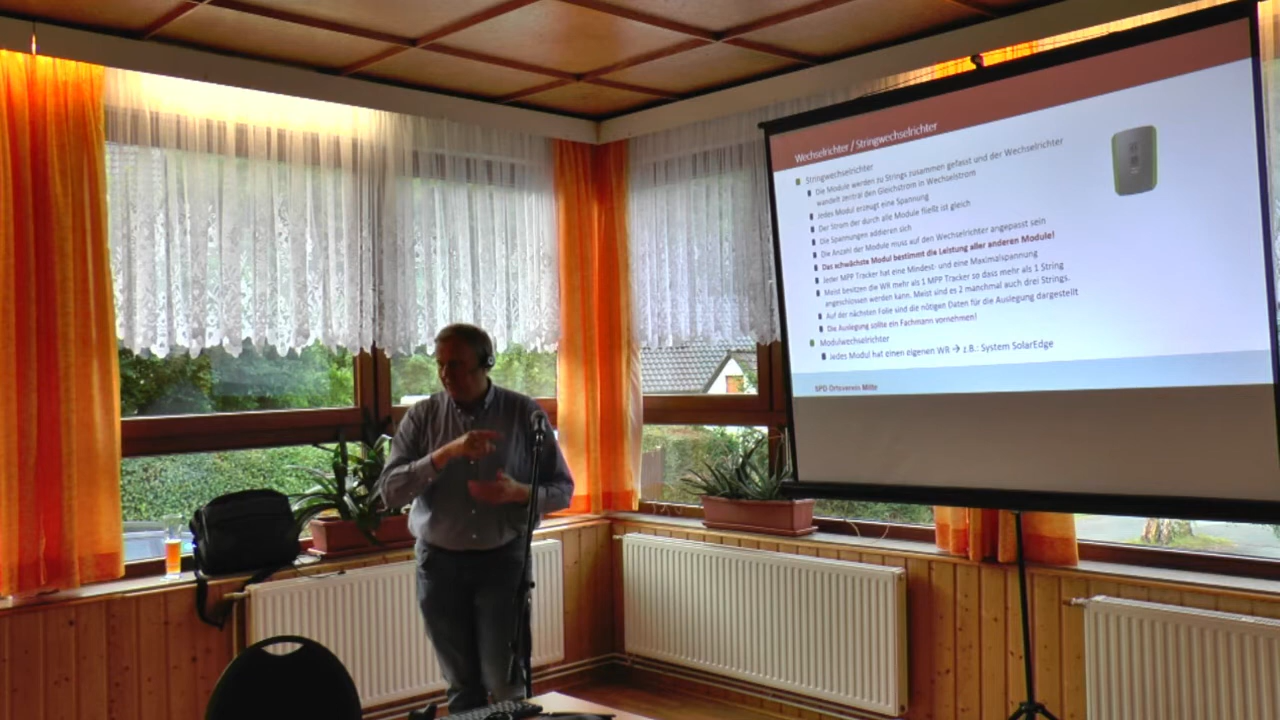 Wechselrichter / Stringwechselrichter
Stringwechselrichter
Die Module werden zu Strings zusammen gefasst und der Wechselrichter
wandelt zentral den Gleichstrom in Wechselstrom
Jedes Modul erzeugt eine Spannung
Der Strom der durch alle Module fließt ist gleich
Die Spannungen addieren sich
Die Anzahl der Module muss auf den Wechselrichter angepasst sein
Das schwächste Modul bestimmt die Leistung aller anderen Module!
Jeder MPP Tracker hat eine Mindest- und eine Maximalspannung
Meist besitzen die WR mehr als 1 MPP Tracker so dass mehr als 1 String
angeschlossen werden kann. Meist sind es 2 manchmal auch drei Strings.
Auf der nächsten Folie sind die nötigen Daten für die Auslegung dargestellt
Die Auslegung sollte ein Fachmann vornehmen!
Modulwechselrichter
Jedes Modul hat einen eigenen WR → z.B.: System SolarEdge
SPD Ortsverein Milte